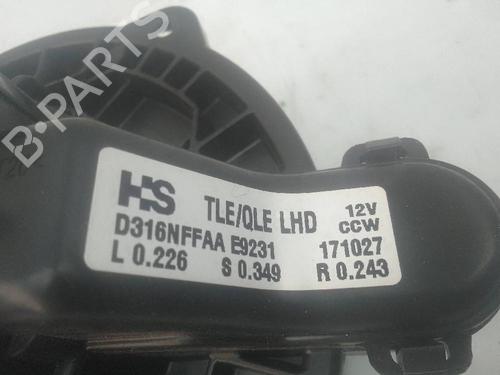 B-PARTS
HS TLE/QLE LHD 12V CCW
D316NFFAA E9231 171027
L 0.226 S 0.349 R 0.243